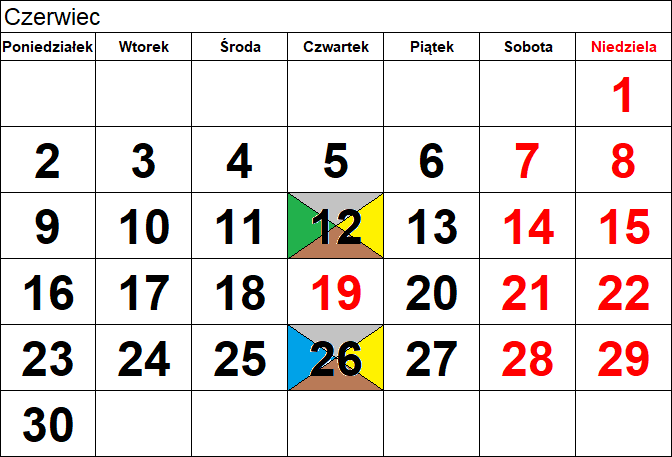 Czerwiec
Poniedziałek Wtorek Środa Czwartek Piątek Sobota Niedziela
1
2 3 4 5 6 7 8
9 10 11 12 13 14 15
16 17 18 19 20 21 22
23 24 25 26 27 28 29
30